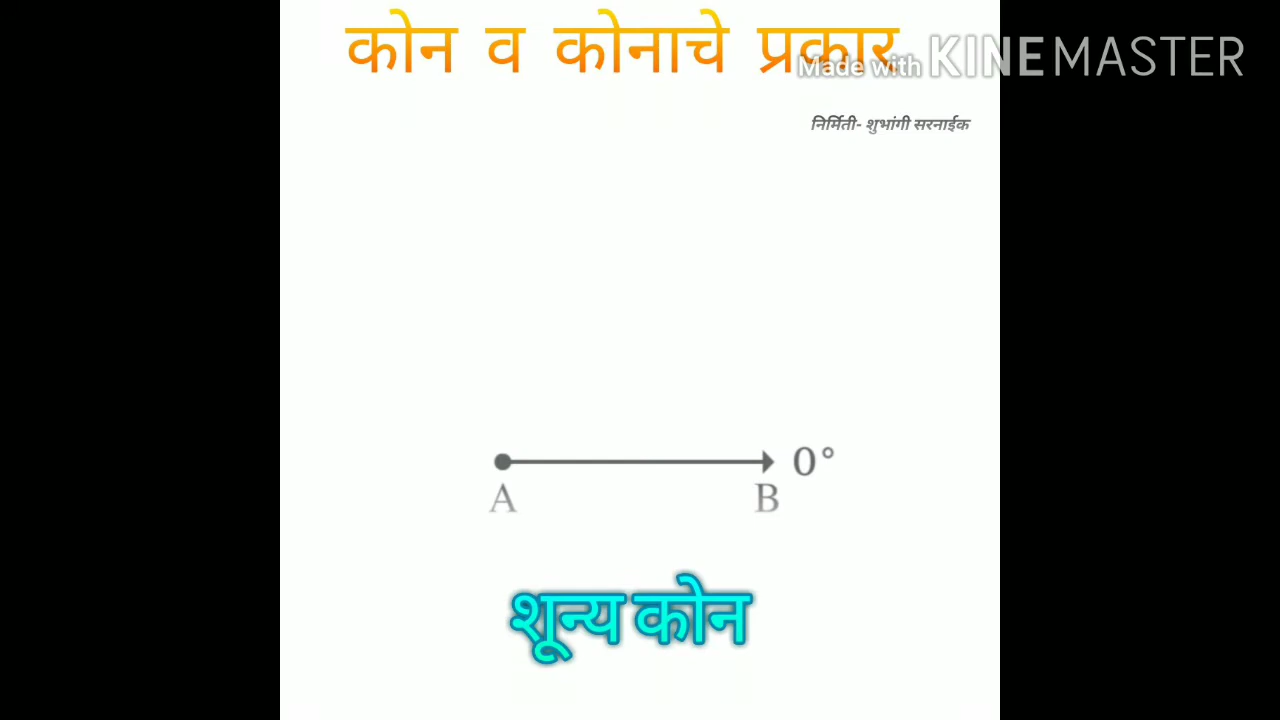 कोन व कोनाचे प्रकार
Made with KINEMASTER
निर्मिती- शुभांगी सरनाईक
0°
A B
शून्य कोन